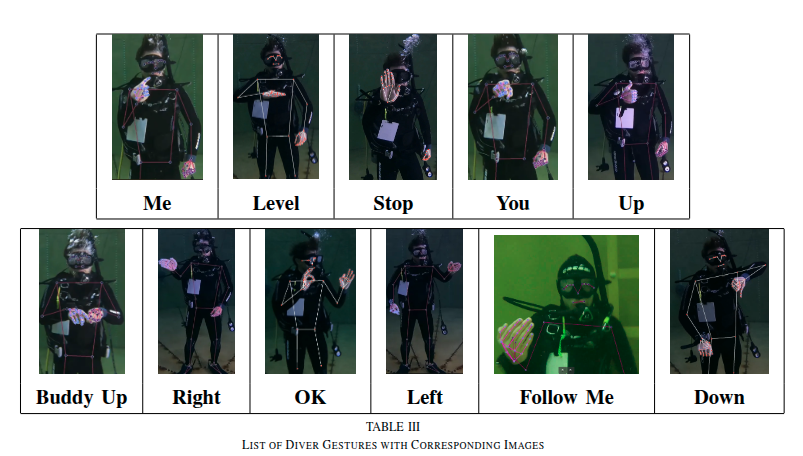 Me Level Stop You Up
Buddy Up Right OK Left Follow Me Down
TABLE III
LIST OF DIVER GESTURES WITH CORRESPONDING IMAGES